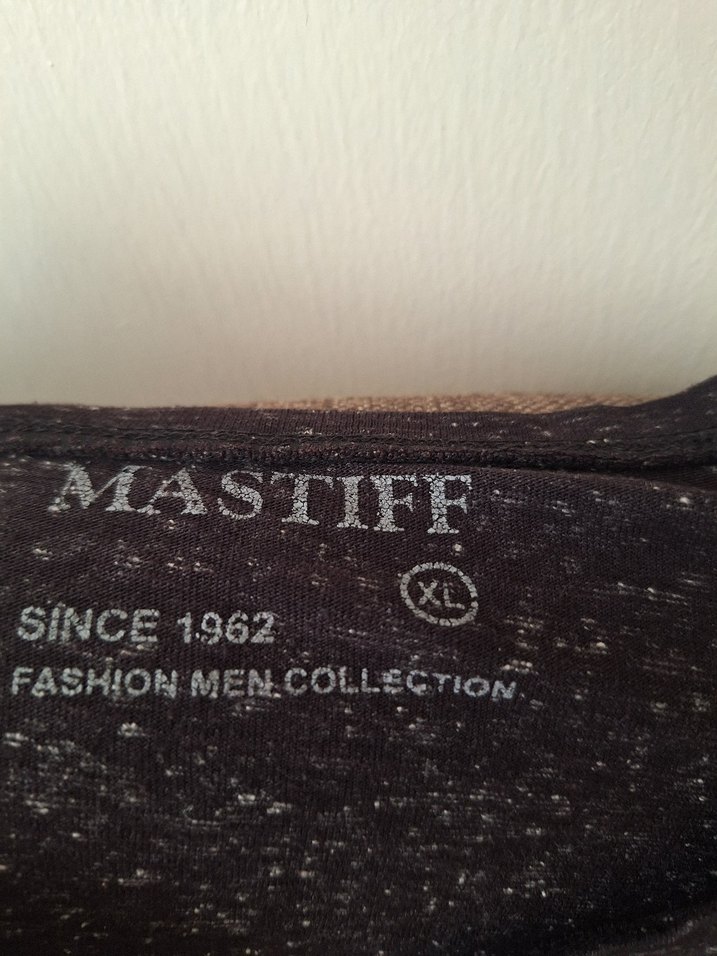 MASTIFF
XL
SINCE 1962
FASHION MEN COLLECTION